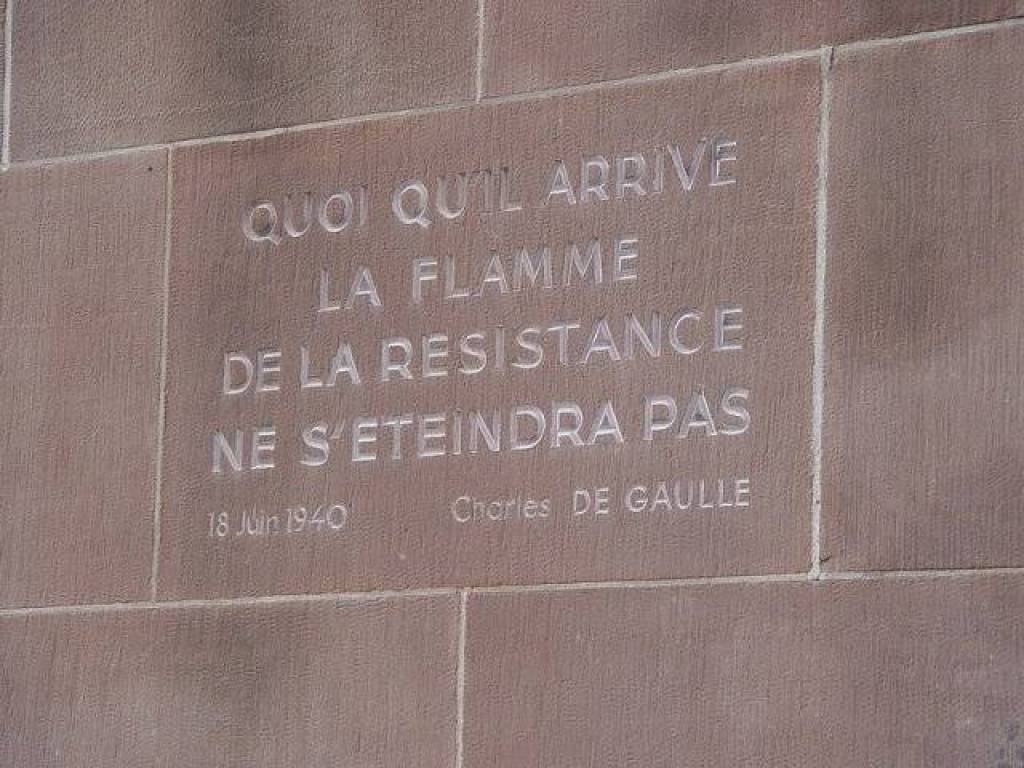 QUOI QU'IL ARRIVE
LA FLAMME
DE LA RESISTANCE
NE S'ETEINDRA PAS
18 Juin 1940 Charles DE GAULLE